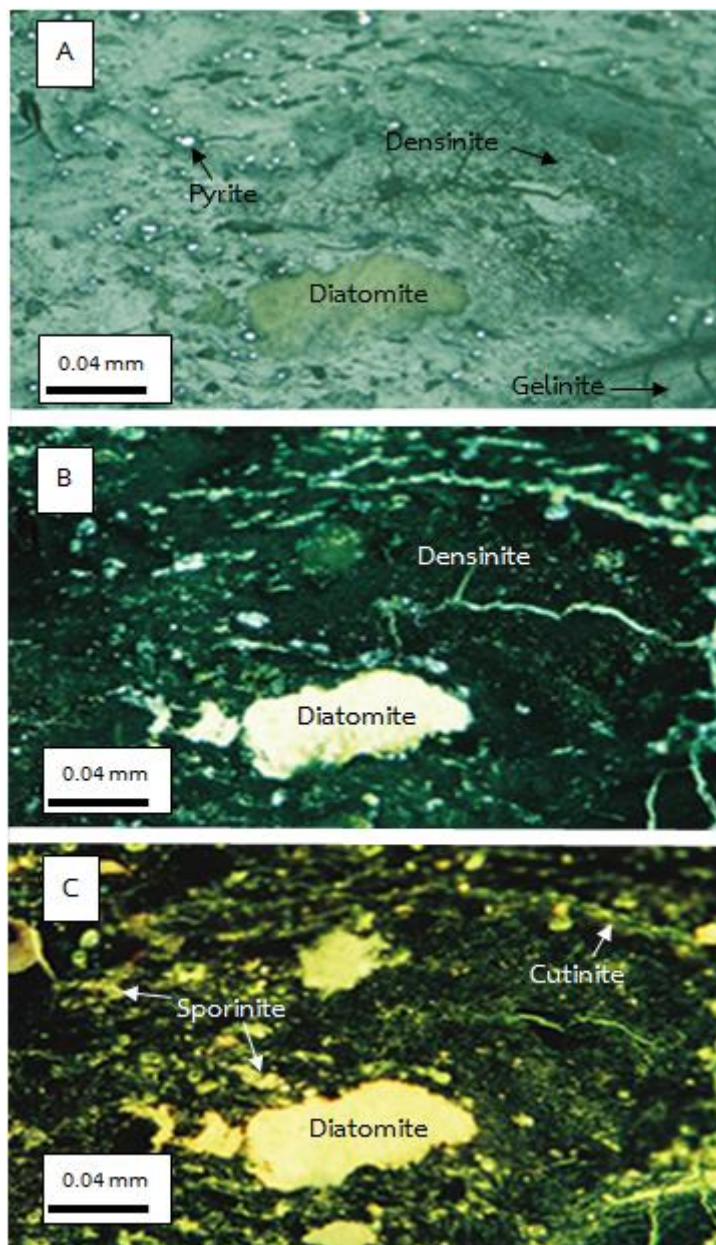 A
Densinite
Pyrite
Diatomite
0.04 mm
Gelinite
B
Densinite
Diatomite
0.04 mm
C
Cutinite
Sporinite
Diatomite
0.04 mm